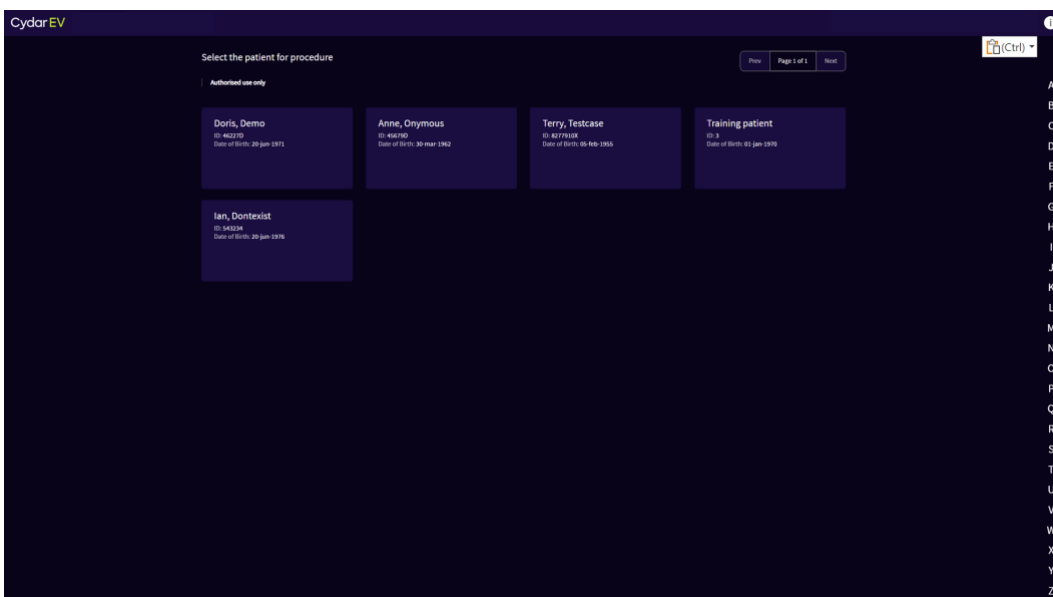 CydarEV
i
(Ctrl)
Select the patient for procedure
Prev Page 1 of 1 Next
Authorised use only
Doris, Demo
ID: 46227D
Date of Birth: 20-jun-1971
Anne, Onymous
ID: 45679D
Date of Birth: 30-mar-1962
Terry, Testcase
ID: 8277910X
Date of Birth: 05-feb-1955
Training patient
ID: 3
Date of Birth: 01-jan-1970
Ian, Dontexist
ID: 543234
Date of Birth: 20-jun-1976
A
B
C
D
E
F
G
H
I
J
K
L
M
N
O
P
Q
R
S
T
U
V
W
X
Y
Z